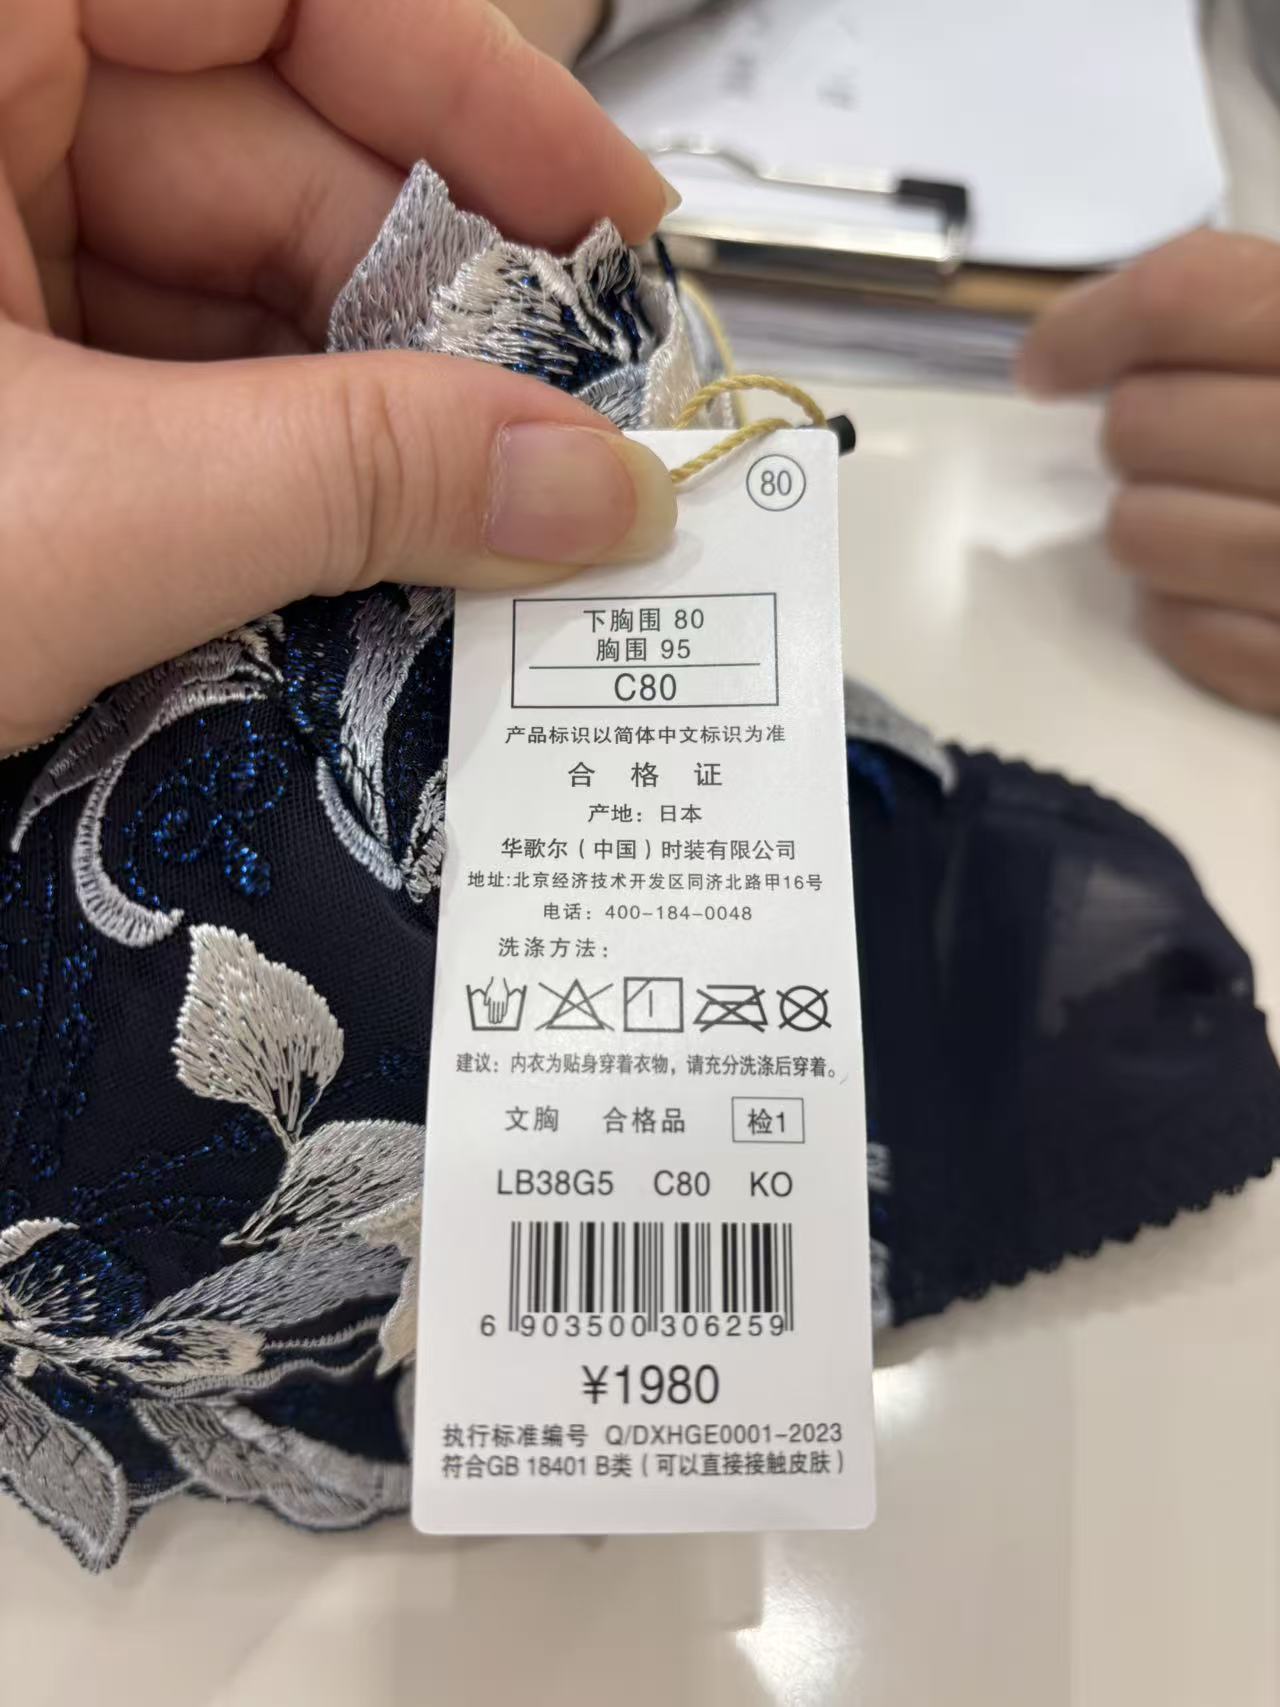 80
下胸围 80
胸围 95
C80
产品标识以简体中文标识为准
合 格 证
产地：日本
华歌尔（中国）时装有限公司
地址:北京经济技术开发区同济北路甲16号
电话：400-184-0048
洗涤方法：
建议：内衣为贴身穿着衣物，请充分洗涤后穿着。
文胸 合格品 检1
LB38G5 C80 KO
6 903500 306259
¥1980
执行标准编号 Q/DXHGE0001-2023
符合GB 18401 B类（可以直接接触皮肤）